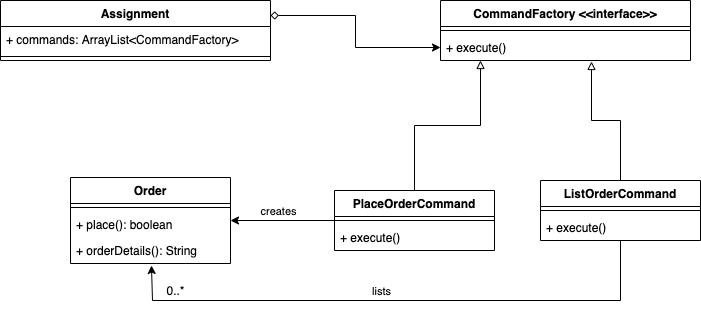 Assignment
+ commands: ArrayList<CommandFactory>
CommandFactory <<interface>>
+ execute()
Order
+ place(): boolean
+ orderDetails(): String
creates
PlaceOrderCommand
+ execute()
ListOrderCommand
+ execute()
0..*
lists